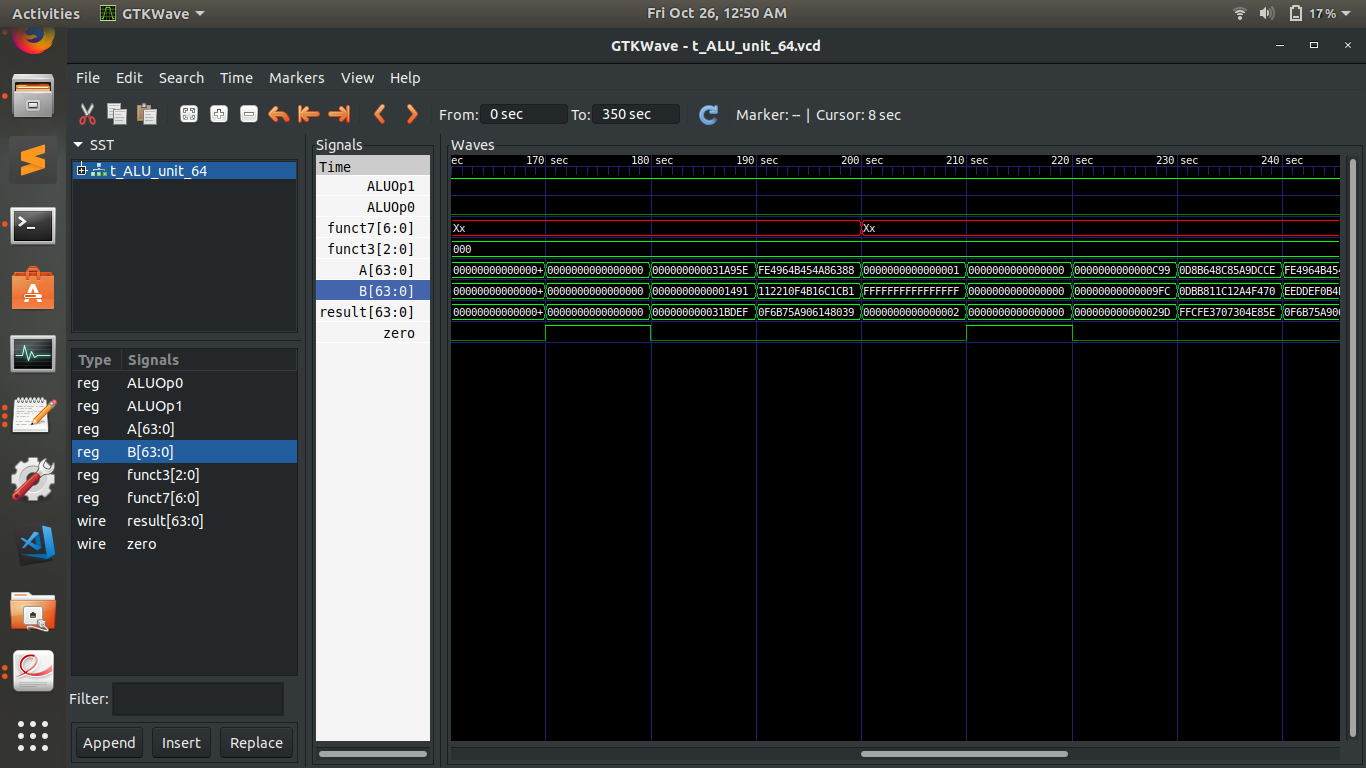 Activities GTKWave Fri Oct 26, 12:50 AM 17%
GTKWave - t_ALU_unit_64.vcd
File Edit Search Time Markers View Help
From: 0 sec To: 350 sec Marker: -- | Cursor: 8 sec
SST
t_ALU_unit_64
Type Signals
reg ALUOp0
reg ALUOp1
reg A[63:0]
reg B[63:0]
reg funct3[2:0]
reg funct7[6:0]
wire result[63:0]
wire zero
Filter:
Append Insert Replace
Signals
Time
ALUOp1
ALUOp0
funct7[6:0]
funct3[2:0]
A[63:0]
B[63:0]
result[63:0]
zero
Waves
ec 170 sec 180 sec 190 sec 200 sec 210 sec 220 sec 230 sec 240 sec
Xx Xx
000
00000000000000+ 0000000000000000 000000000031A95E FE4964B454A86388 0000000000000001 0000000000000000 0000000000000C99 0D8B648C85A9DCCE FE4964B454
00000000000000+ 0000000000000000 0000000000001491 112210F4B16C1CB1 FFFFFFFFFFFFFFFF 0000000000000000 00000000000009FC 0DBB811C12A4F470 EEDDEF0B4
00000000000000+ 0000000000000000 000000000031BDEF 0F6B75A906148039 0000000000000002 0000000000000000 000000000000029D FFCFE3707304E85E 0F6B75A906